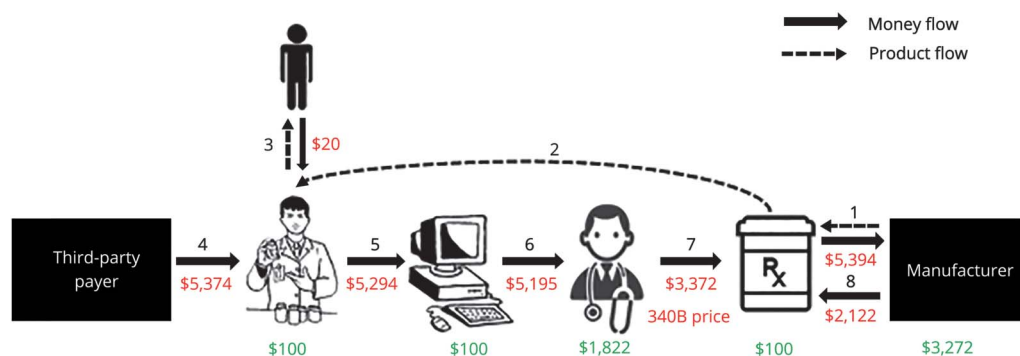 Money flow
Product flow
3
$20
2
Third-party
payer
4
$5,374
5
$5,294
6
$5,195
7
$3,372
340B price
Rx
1
$5,394
8
$2,122
Manufacturer
$100
$100
$1,822
$100
$3,272